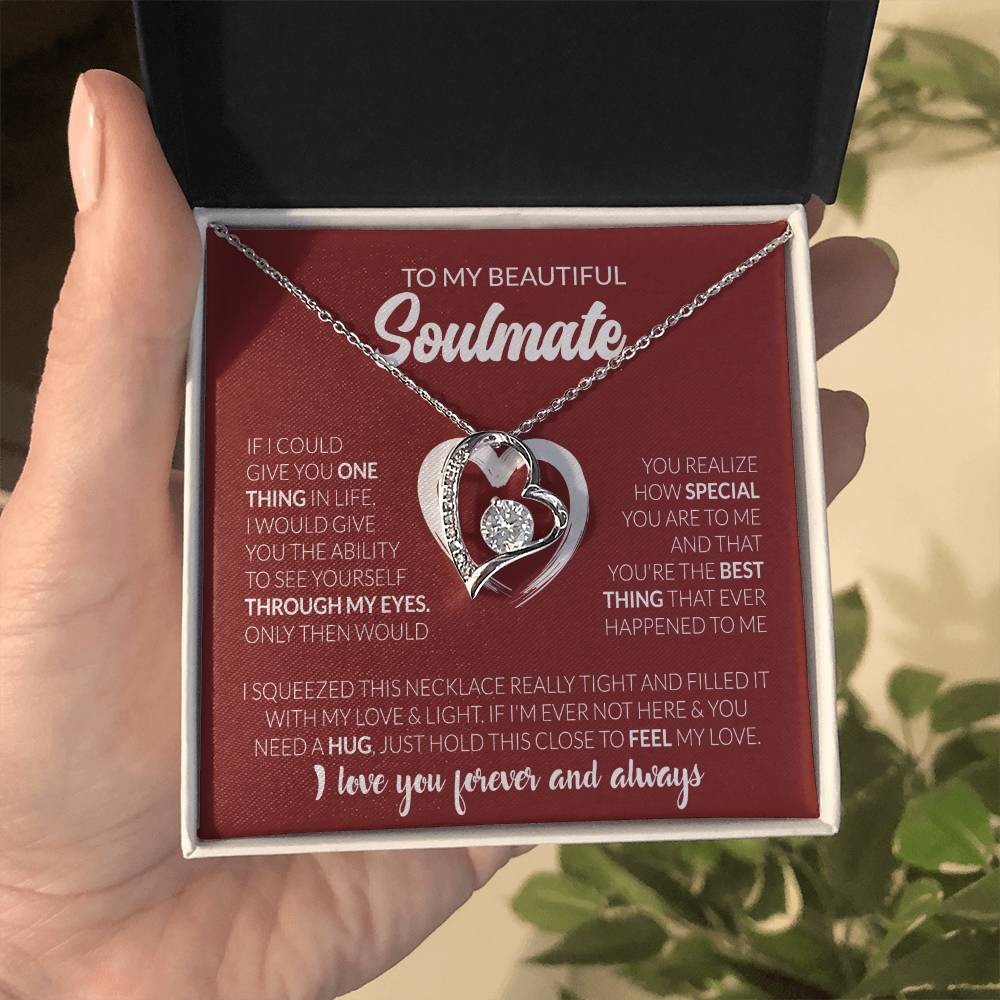 TO MY BEAUTIFUL
Soulmate
IF I COULD
GIVE YOU ONE
THING IN LIFE,
I WOULD GIVE
YOU THE ABILITY
TO SEE YOURSELF
THROUGH MY EYES.
ONLY THEN WOULD
YOU REALIZE
HOW SPECIAL
YOU ARE TO ME
AND THAT
YOU'RE THE BEST
THING THAT EVER
HAPPENED TO ME
I SQUEEZED THIS NECKLACE REALLY TIGHT AND FILLED IT
WITH MY LOVE & LIGHT. IF I'M EVER NOT HERE & YOU
NEED A HUG, JUST HOLD THIS CLOSE TO FEEL MY LOVE.
I love you forever and always